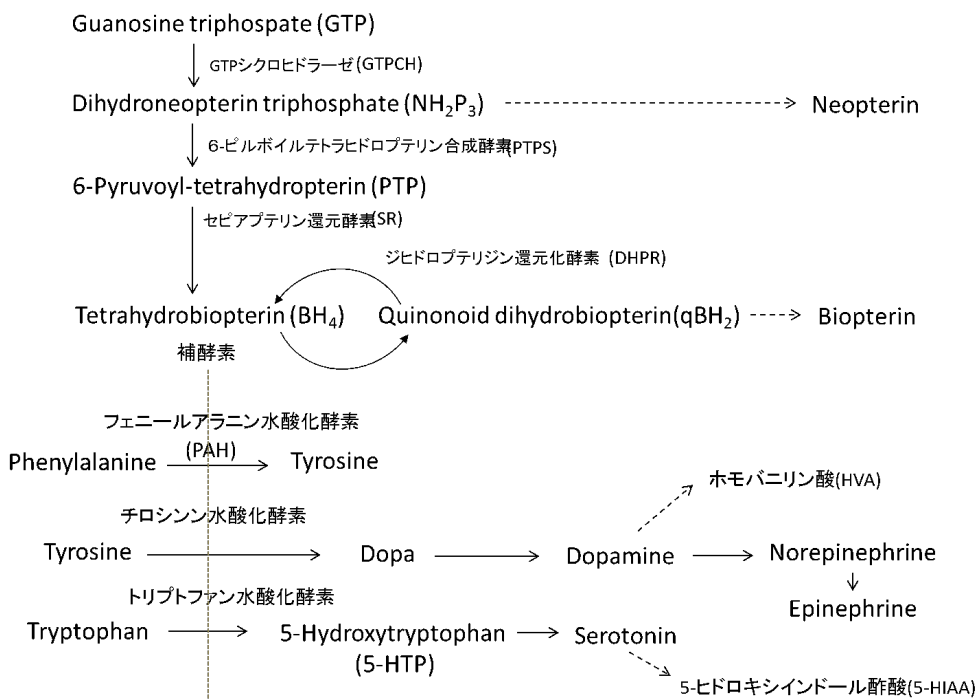 Guanosine triphospate (GTP)
GTPシクロヒドラーゼ(GTPCH)
Dihydroneopterin triphosphate (NH₂P₃)
Neopterin
6-ピルボイルテトラヒドロプテリン合成酵素(PTPS)
6-Pyruvoyl-tetrahydropterin (PTP)
セピアプテリン還元酵素(SR)
ジヒドロプテリジン還元化酵素 (DHPR)
Tetrahydrobiopterin (BH₄)
Quinonoid dihydrobiopterin(qBH₂)
Biopterin
補酵素
フェニールアラニン水酸化酵素
(PAH)
Phenylalanine
Tyrosine
ホモバニリン酸(HVA)
チロシンン水酸化酵素
Tyrosine
Dopa
Dopamine
Norepinephrine
Epinephrine
トリプトファン水酸化酵素
Tryptophan
5-Hydroxytryptophan
(5-HTP)
Serotonin
5-ヒドロキシインドール酢酸(5-HIAA)